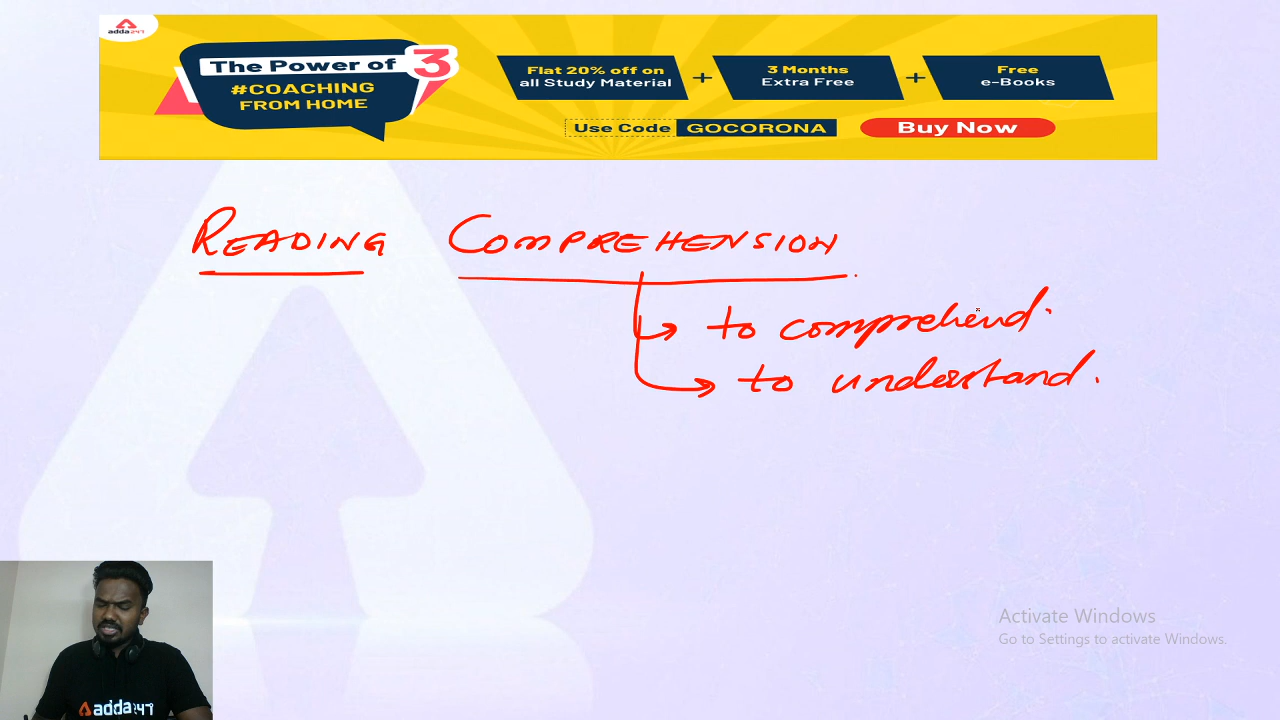 adda247
The Power of 3
#COACHING
FROM HOME
Flat 20% off on
all Study Material
+
3 Months
Extra Free
+
Free
e-Books
Use Code GOCORONA
Buy Now
READING COMPREHENSION.
to comprehend.
to understand.
Activate Windows
Go to Settings to activate Windows.
adda247